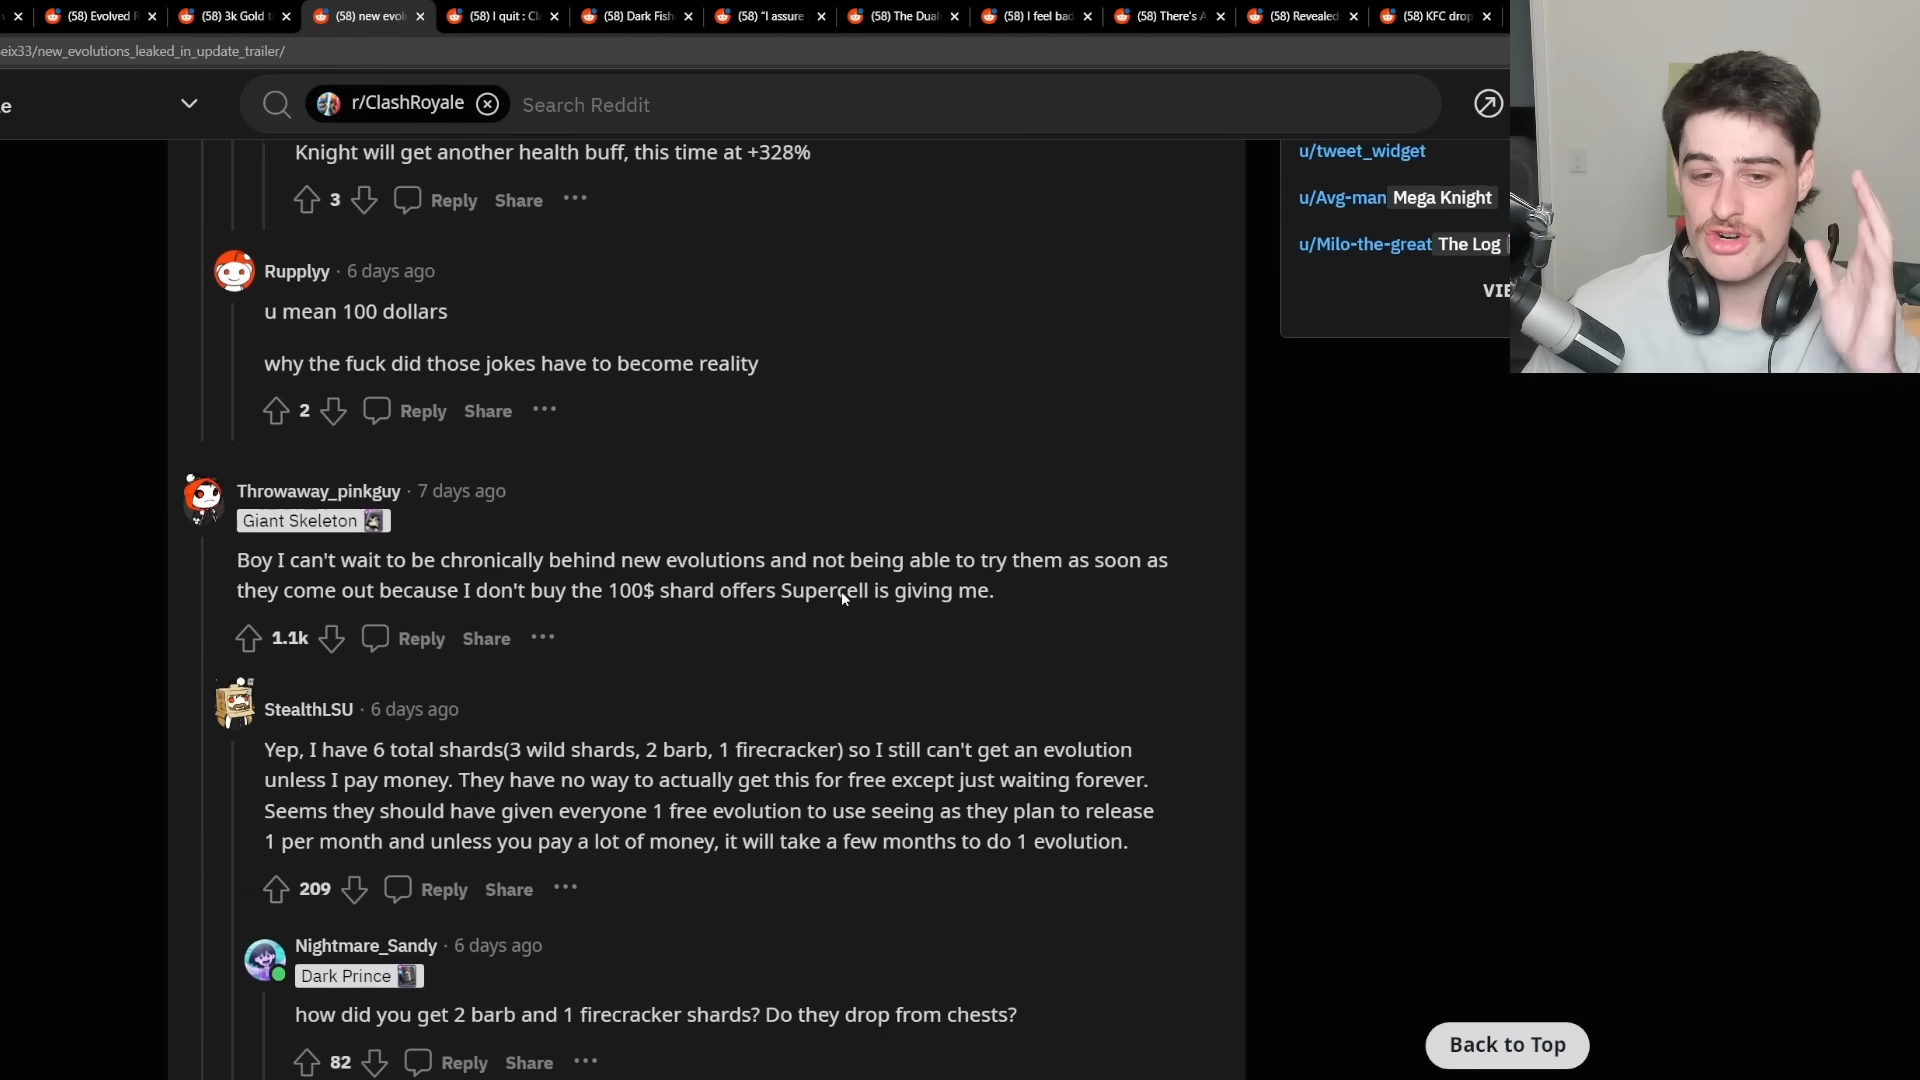 (58) Evolved R
(58) 3k Gold t
(58) new evol
(58) I quit : Cl
(58) Dark Fish
(58) "I assure
(58) The Dual
(58) I feel bad
(58) There's A
(58) Revealed
(58) KFC drop
eix33/new_evolutions_leaked_in_update_trailer/
e
r/ClashRoyale Search Reddit
Knight will get another health buff, this time at +328%
3 Reply Share
Rupplyy · 6 days ago
u mean 100 dollars
why the fuck did those jokes have to become reality
2 Reply Share
Throwaway_pinkguy · 7 days ago
Giant Skeleton
Boy I can't wait to be chronically behind new evolutions and not being able to try them as soon as
they come out because I don't buy the 100$ shard offers Supercell is giving me.
1.1k Reply Share
StealthLSU · 6 days ago
Yep, I have 6 total shards(3 wild shards, 2 barb, 1 firecracker) so I still can't get an evolution
unless I pay money. They have no way to actually get this for free except just waiting forever.
Seems they should have given everyone 1 free evolution to use seeing as they plan to release
1 per month and unless you pay a lot of money, it will take a few months to do 1 evolution.
209 Reply Share
Nightmare_Sandy · 6 days ago
Dark Prince
how did you get 2 barb and 1 firecracker shards? Do they drop from chests?
82 Reply Share
u/tweet_widget
u/Avg-man Mega Knight
u/Milo-the-great The Log
VIE
Back to Top